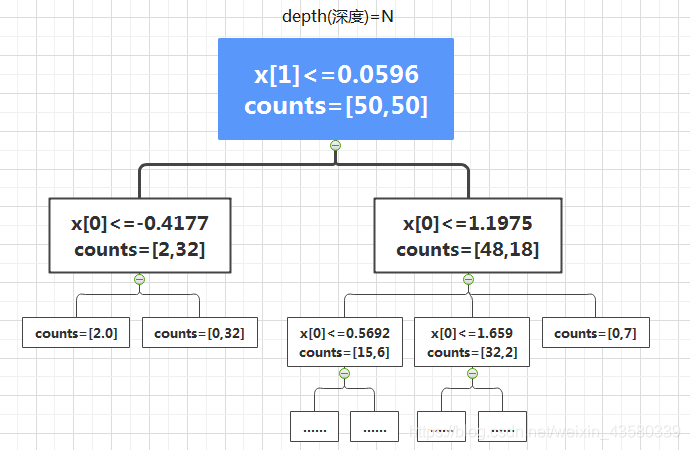 depth(深度)=N
x[1]<=0.0596
counts=[50,50]
x[0]<=-0.4177
counts=[2,32]
x[0]<=1.1975
counts=[48,18]
counts=[2.0]
counts=[0,32]
x[0]<=0.5692
counts=[15,6]
x[0]<=1.659
counts=[32,2]
counts=[0,7]
......
......
......
......
https://blog.csdn.net/weixin_43580339